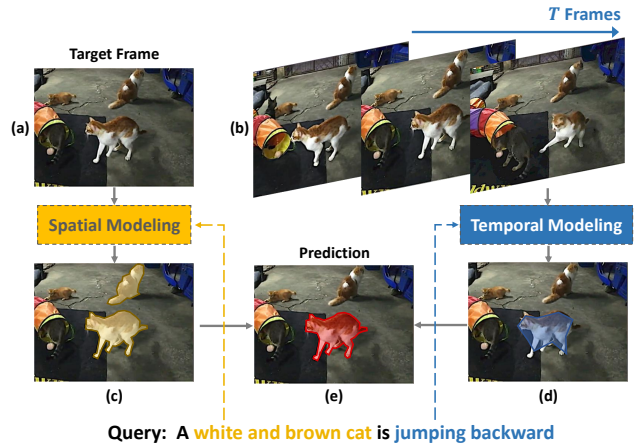 T Frames
Target Frame
(a)
(b)
Spatial Modeling
Temporal Modeling
Prediction
(c)
(e)
(d)
Query: A white and brown cat is jumping backward